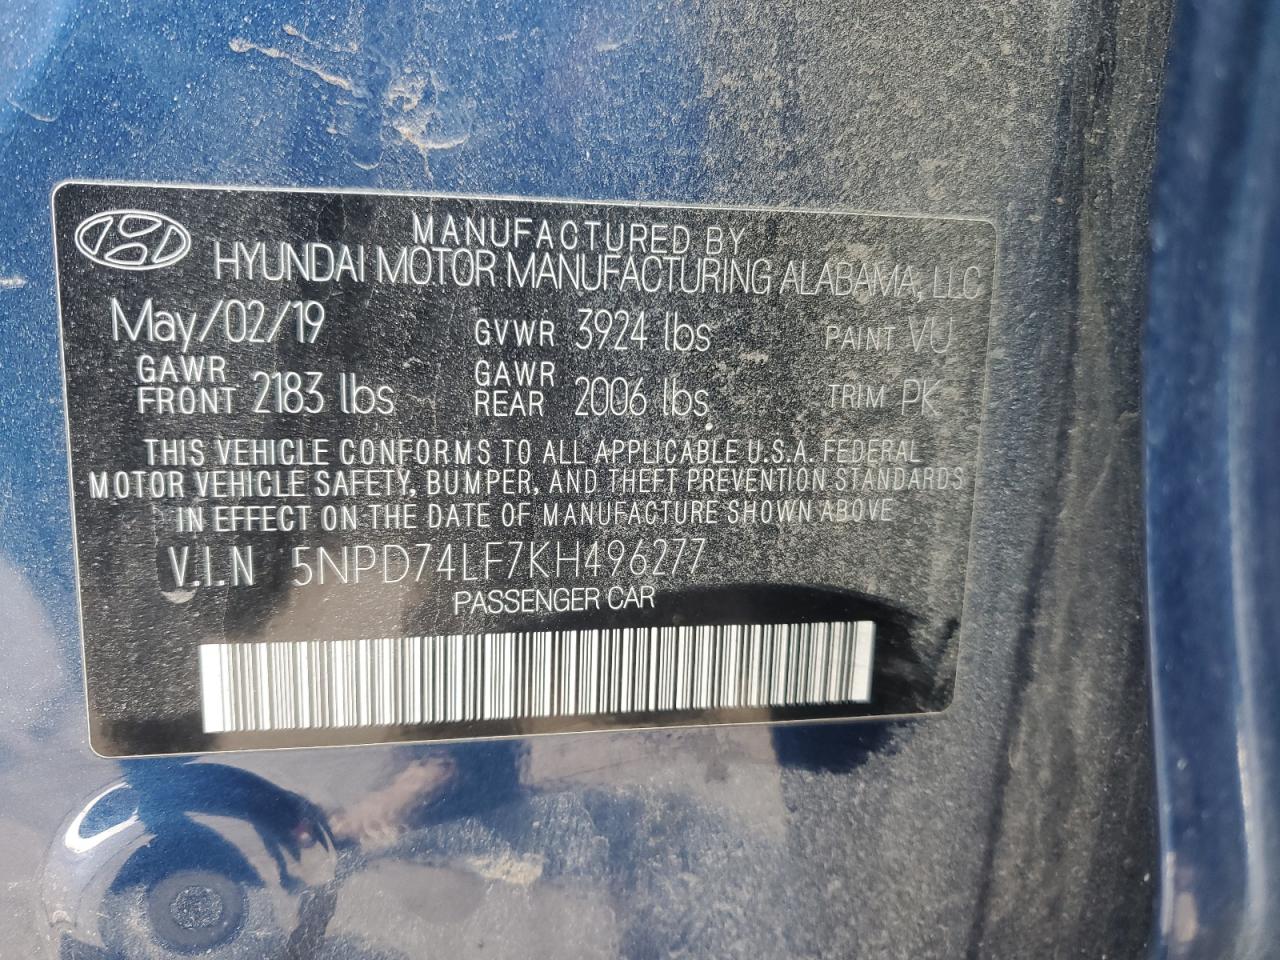 MANUFACTURED BY
HYUNDAI MOTOR MANUFACTURING ALABAMA, LLC
May/02/19 GVWR 3924 lbs PAINT VU
GAWR FRONT 2183 lbs GAWR REAR 2006 lbs TRIM PK
THIS VEHICLE CONFORMS TO ALL APPLICABLE U.S.A. FEDERAL
MOTOR VEHICLE SAFETY, BUMPER, AND THEFT PREVENTION STANDARDS
IN EFFECT ON THE DATE OF MANUFACTURE SHOWN ABOVE
V.I.N 5NPD74LF7KH496277
PASSENGER CAR